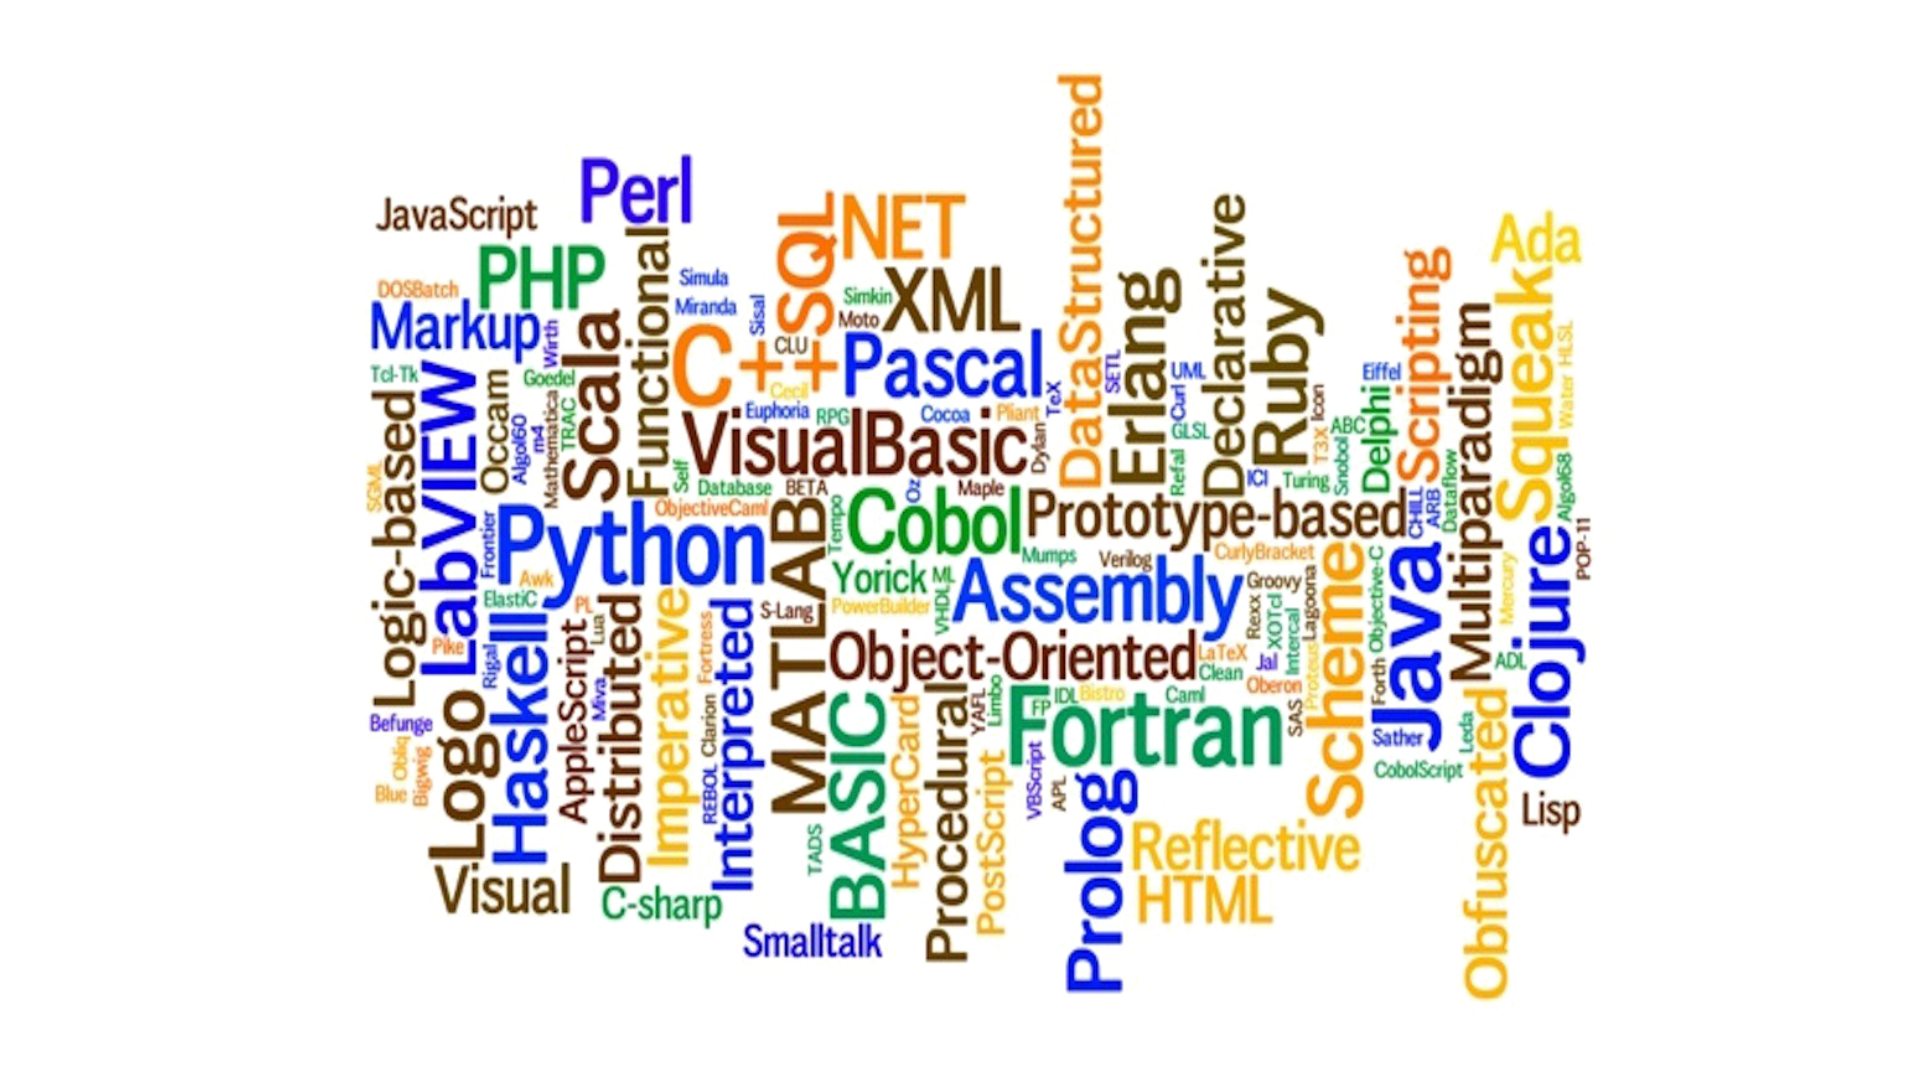 DataStructured
Perl
JavaScript
SQL
NET
Declarative
Ada
PHP
Functional
Simula
XML
Erlang
Scripting
DOSBatch
Miranda
Sisal
Simkin
Moto
Ruby
Squeak
Markup
Wirth
Scala
C++
CLU
Pascal
Multiparadigm
HLSL
Tcl-Tk
LabVIEW
Occam
Goedel
Cecil
SETL
UML
Eiffel
Water
Logic-based
Algol60
m4
Mathematica
TRAC
Euphoria
RPG
Cocoa
Pliant
TeX
Curl
GLSL
Icon
ABC
Delphi
VisualBasic
Dylan
T3X
Snobol
SGML
Self
Database
BETA
Oz
Maple
Refal
ICI
Turing
Dataflow
Algol68
ObjectiveCaml
Tempo
Cobol
Prototype-based
CHILL
ARB
Frontier
Python
MATLAB
Mumps
Verilog
CurlyBracket
POP-11
Awk
Yorick
ML
Assembly
Groovy
Scheme
Objective-C
Java
Mercury
Clojure
ElastiC
PL
Lua
S-Lang
PowerBuilder
VHDL
Rexx
XOTcl
Intercal
Lagoona
Pike
Rigal
Haskell
AppleScript
Miva
Distributed
Imperative
Fortress
Interpreted
Object-Oriented
LaTeX
Clean
Jal
Oberon
Proteus
Forth
ADL
Befunge
Logo
Clarion
BASIC
HyperCard
Procedural
YAFL
Limbo
FP
IDL
Bistro
Caml
Fortran
SAS
Sather
Leda
Obfuscated
Blue
Obliq
Bigwig
REBOL
PostScript
VBScript
APL
CobolScript
Lisp
TADS
Prolog
Reflective
Visual
C-sharp
HTML
Smalltalk